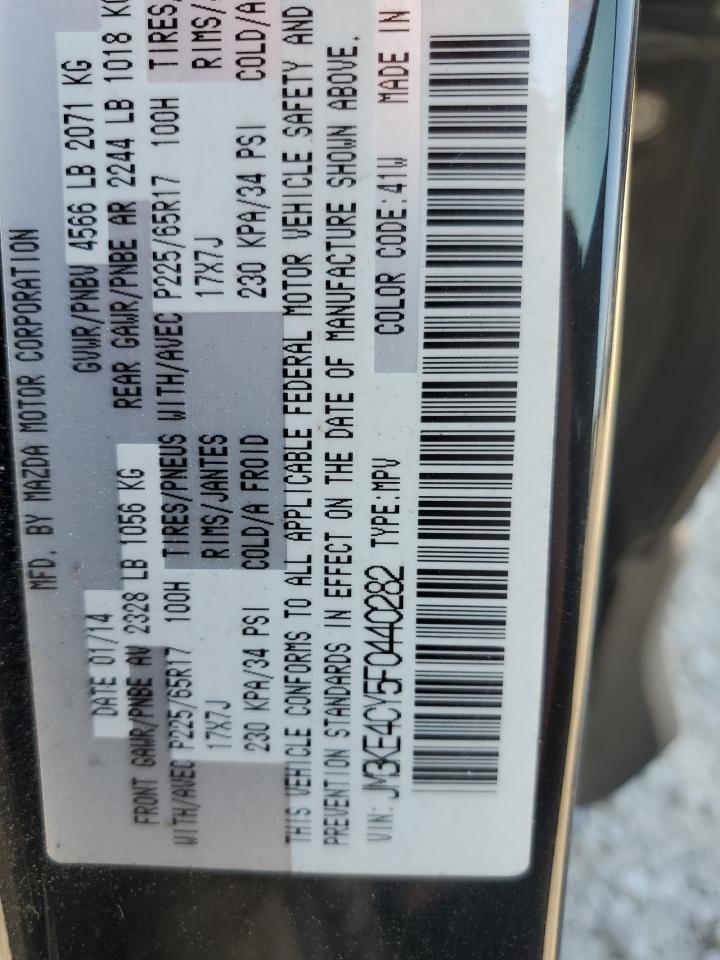 MFD. BY MAZDA MOTOR CORPORATION
DATE 01/14 GVWR/PNBV 4566 LB 2071 KG
FRONT GAWR/PNBE AV 2328 LB 1056 KG REAR GAWR/PNBE AR 2244 LB 1018 KG
WITH/AVEC P225/65R17 100H TIRES/PNEUS WITH/AVEC P225/65R17 100H TIRES/
17X7J RIMS/JANTES 17X7J RIMS/
230 KPA/34 PSI COLD/A FROID 230 KPA/34 PSI COLD/A
THIS VEHICLE CONFORMS TO ALL APPLICABLE FEDERAL MOTOR VEHICLE SAFETY AND
PREVENTION STANDARDS IN EFFECT ON THE DATE OF MANUFACTURE SHOWN ABOVE.
VIN: JM3KE4CY5F0440282 TYPE:MPV COLOR CODE:41W MADE IN